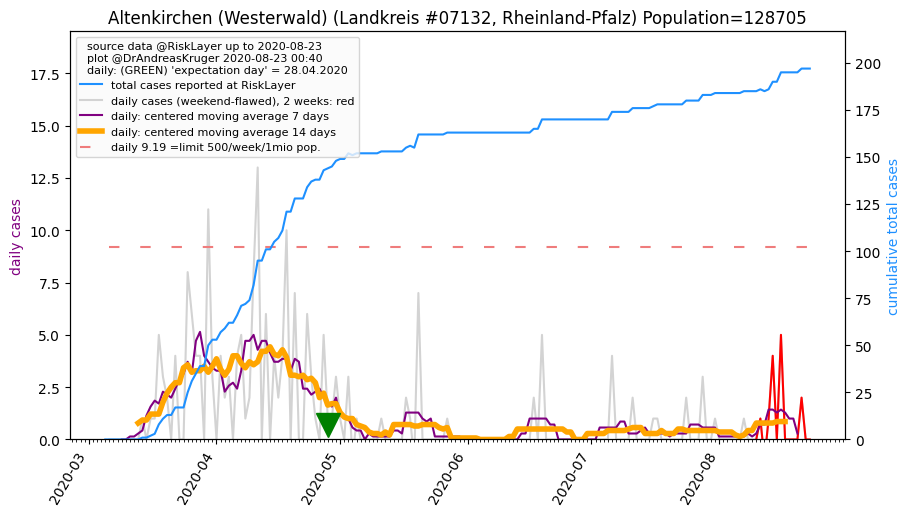 Altenkirchen (Westerwald) (Landkreis #07132, Rheinland-Pfalz) Population=128705
source data @RiskLayer up to 2020-08-23
plot @DrAndreasKruger 2020-08-23 00:40
daily: (GREEN) 'expectation day' = 28.04.2020
total cases reported at RiskLayer
daily cases (weekend-flawed), 2 weeks: red
daily: centered moving average 7 days
daily: centered moving average 14 days
daily 9.19 =limit 500/week/1mio pop.
daily cases
17.5
15.0
12.5
10.0
7.5
5.0
2.5
0.0
cumulative total cases
200
175
150
125
100
75
50
25
0
2020-03
2020-04
2020-05
2020-06
2020-07
2020-08